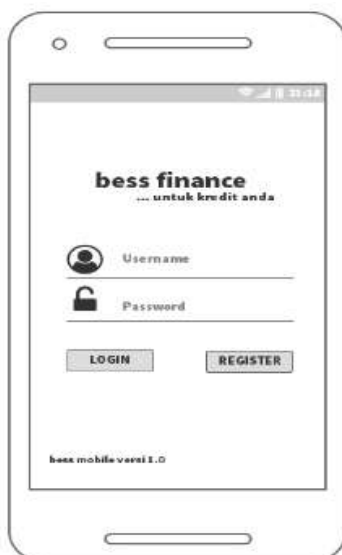 bess finance
... untuk kredit anda
Username
Password
LOGIN REGISTER
bess mobile versi 1.0